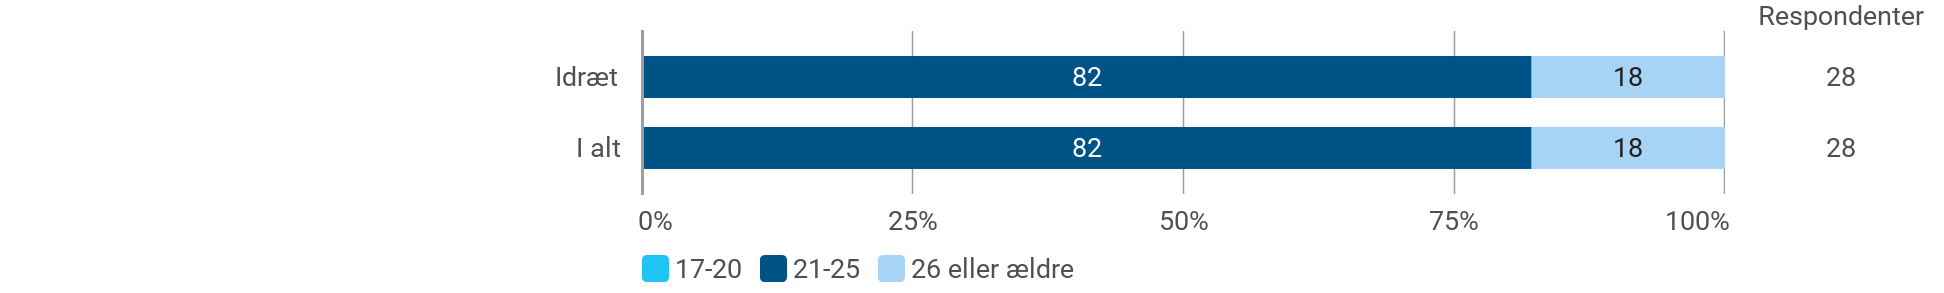 Respondenter
Idræt 82 18 28
I alt 82 18 28
0% 25% 50% 75% 100%
17-20 21-25 26 eller ældre